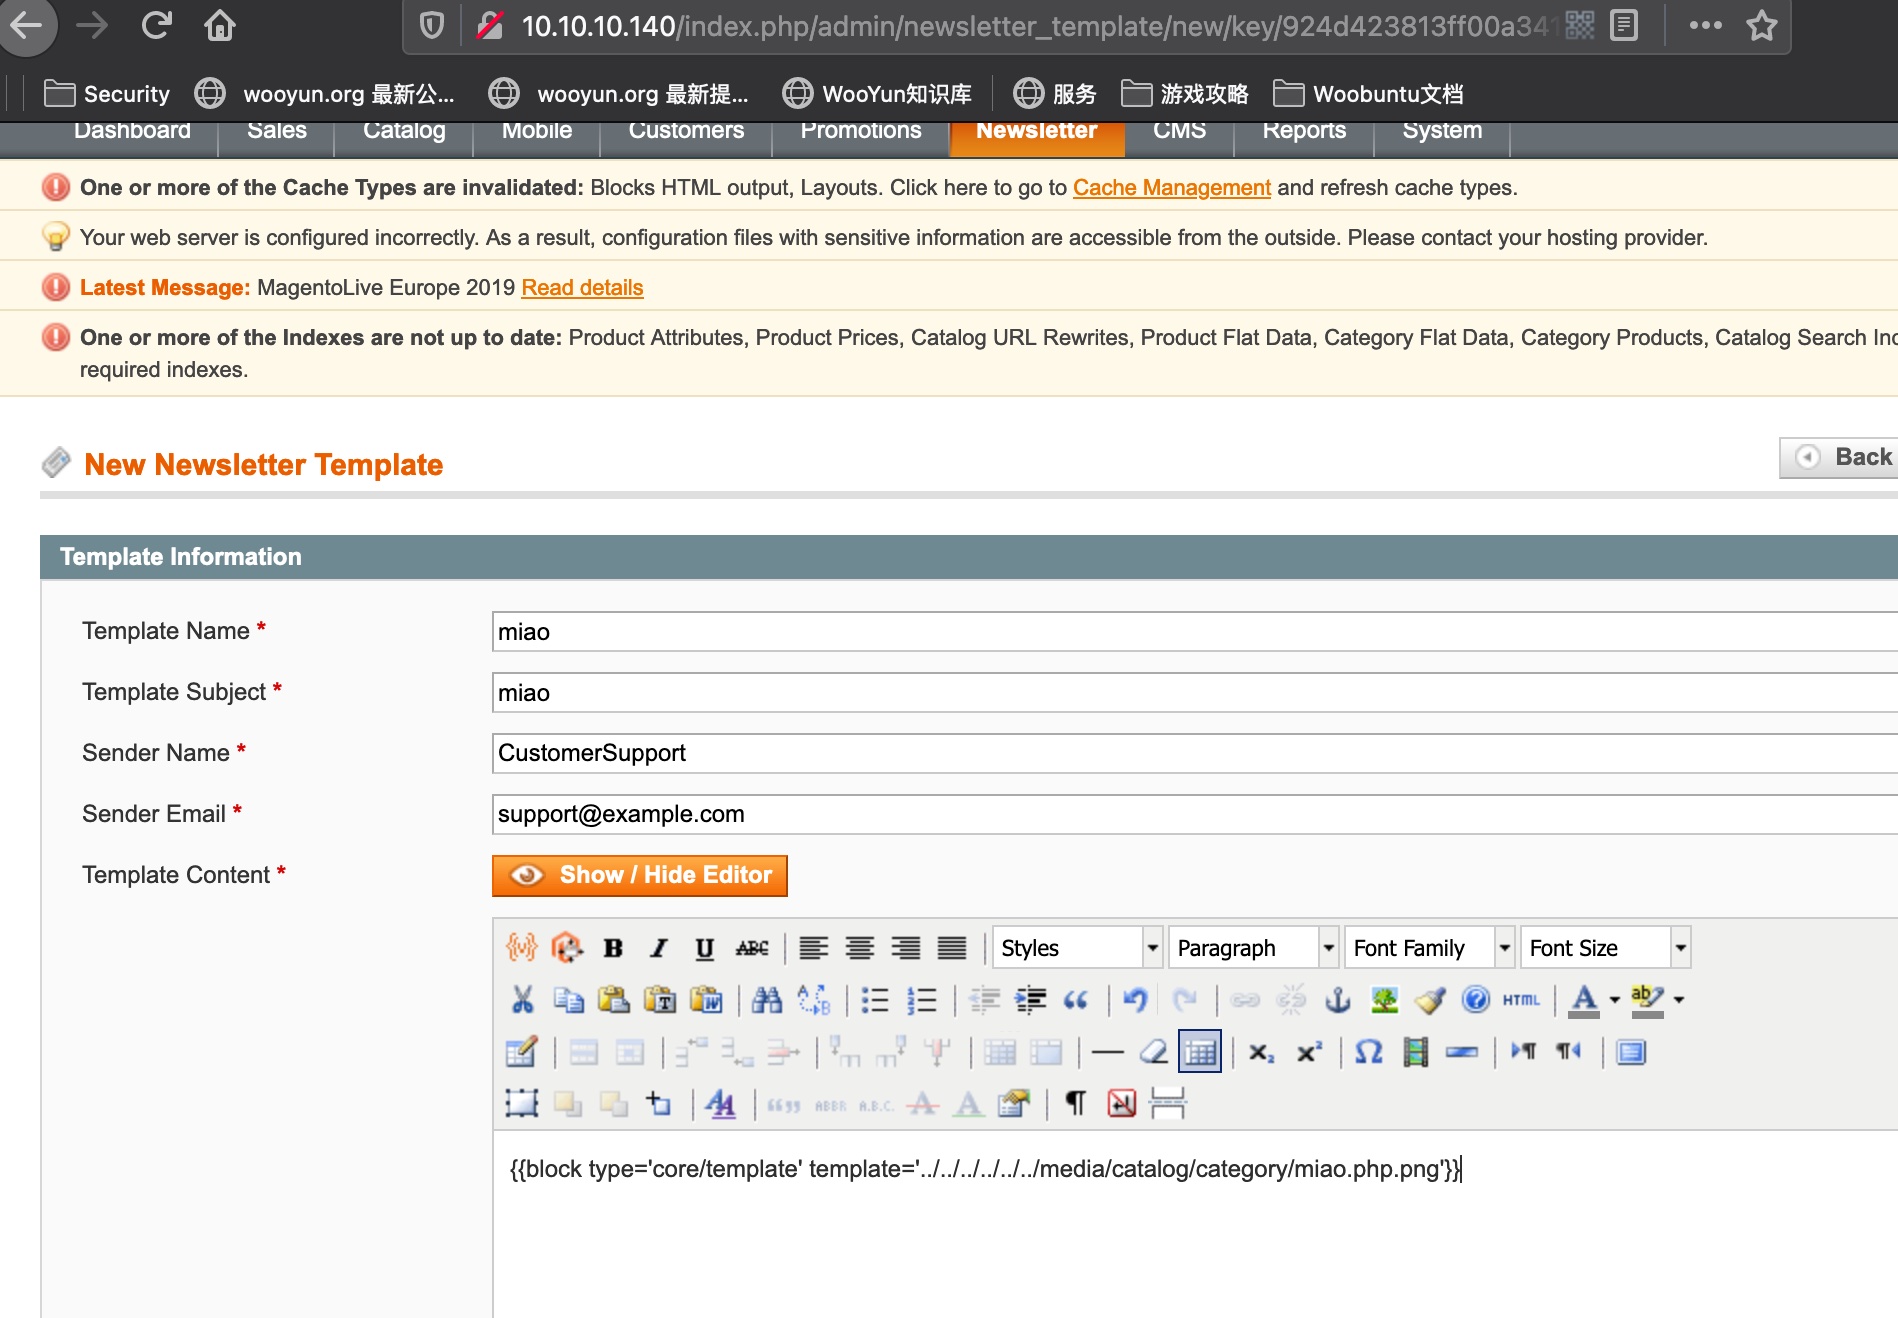 10.10.10.140/index.php/admin/newsletter_template/new/key/924d423813ff00a341
Security wooyun.org 最新公... wooyun.org 最新提... WooYun知识库 服务 游戏攻略 Woobuntu文档
Dashboard Sales Catalog Mobile Customers Promotions Newsletter CMS Reports System
One or more of the Cache Types are invalidated: Blocks HTML output, Layouts. Click here to go to Cache Management and refresh cache types.
Your web server is configured incorrectly. As a result, configuration files with sensitive information are accessible from the outside. Please contact your hosting provider.
Latest Message: MagentoLive Europe 2019 Read details
One or more of the Indexes are not up to date: Product Attributes, Product Prices, Catalog URL Rewrites, Product Flat Data, Category Flat Data, Category Products, Catalog Search Inc
required indexes.
New Newsletter Template
Back
Template Information
Template Name * miao
Template Subject * miao
Sender Name * CustomerSupport
Sender Email * support@example.com
Template Content * Show / Hide Editor
B I U ABC Styles Paragraph Font Family Font Size
HTML A ab
ABBR A.B.C. A A
{{block type='core/template' template='../../../../../../media/catalog/category/miao.php.png'}}